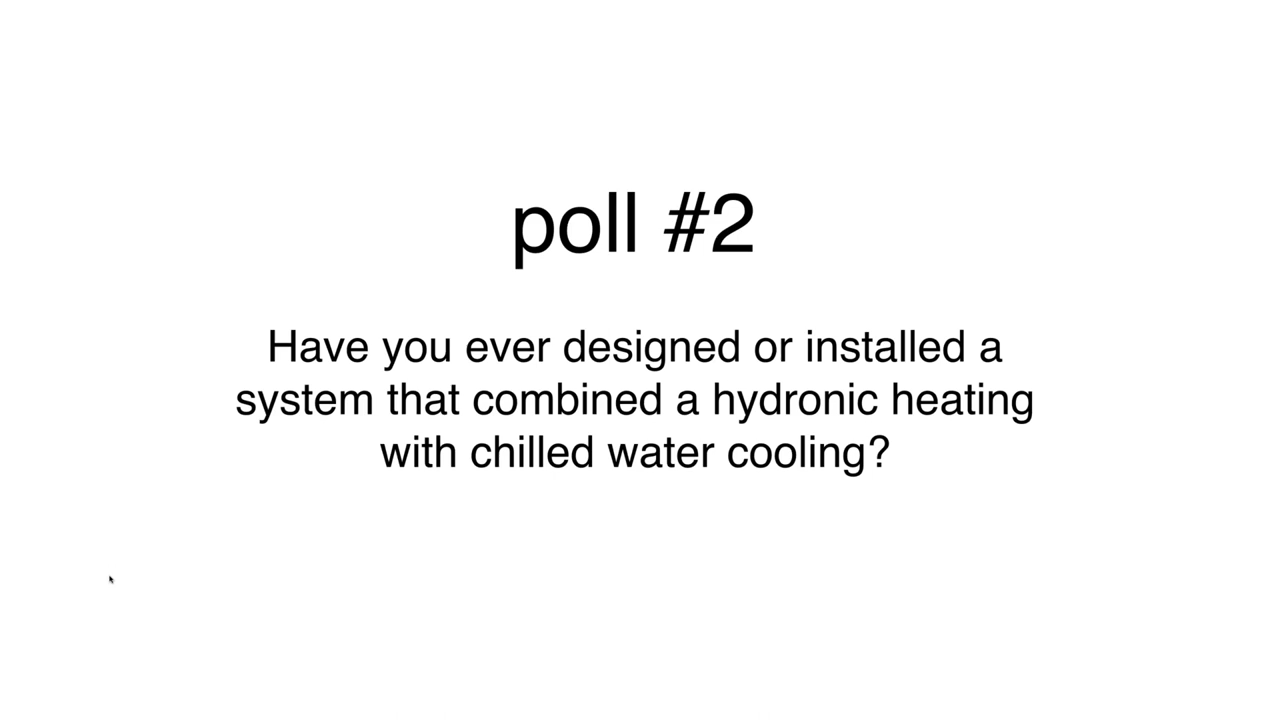 poll #2
Have you ever designed or installed a
system that combined a hydronic heating
with chilled water cooling?